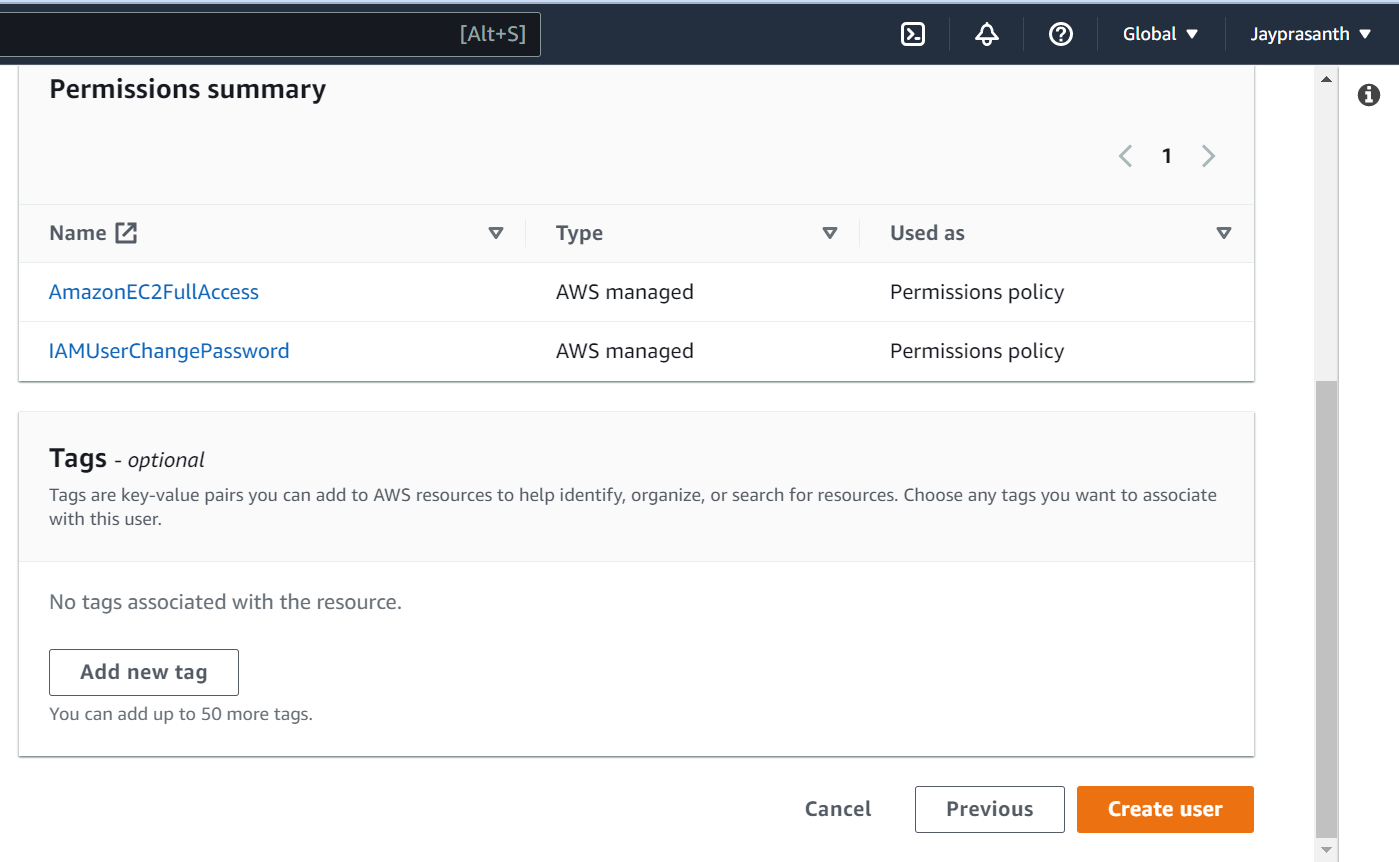 [Alt+S] Global Jayprasanth
Permissions summary
1
Name Type Used as
AmazonEC2FullAccess AWS managed Permissions policy
IAMUserChangePassword AWS managed Permissions policy
Tags - optional
Tags are key-value pairs you can add to AWS resources to help identify, organize, or search for resources. Choose any tags you want to associate
with this user.
No tags associated with the resource.
Add new tag
You can add up to 50 more tags.
Cancel Previous Create user